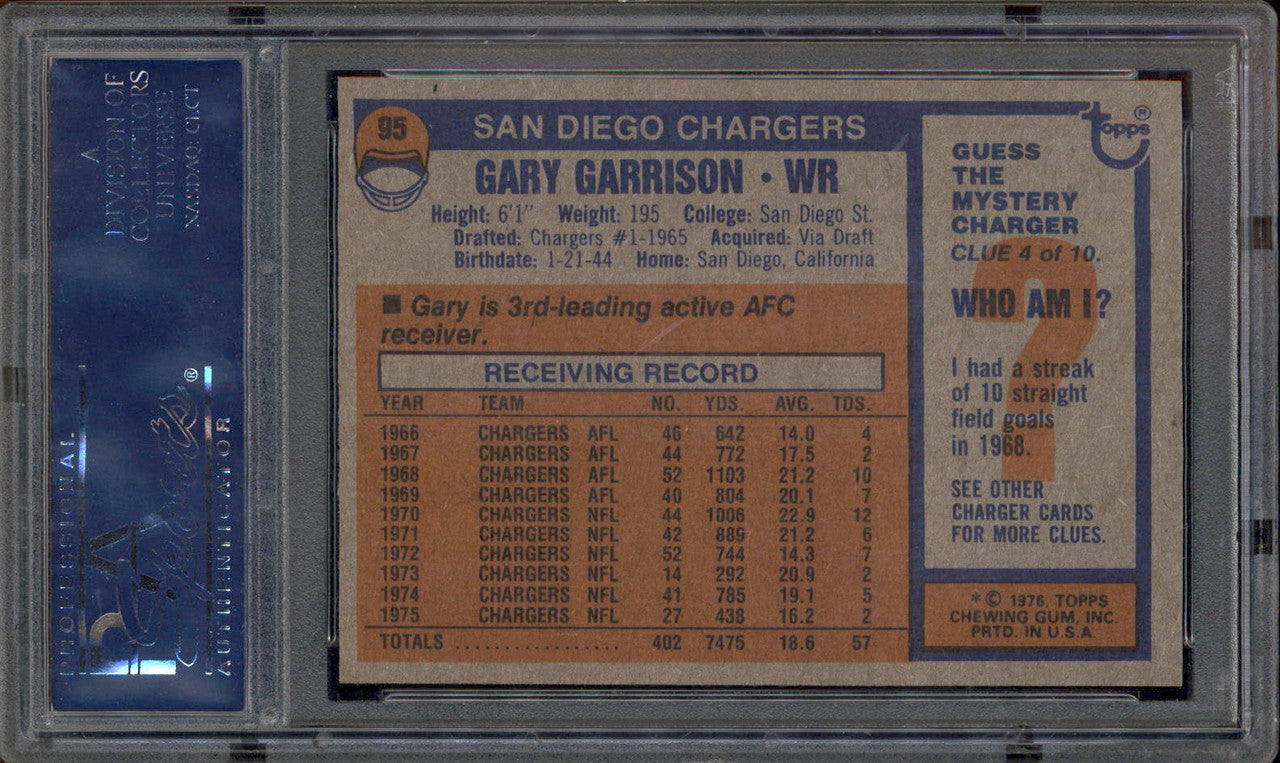 A
DIVISION OF
COLLECTORS
UNIVERSE
NASDAQ: CLCT
PROFESSIONAL
®
AUTHENTICATOR
95
SAN DIEGO CHARGERS
GARY GARRISON • WR
Height: 6'1" Weight: 195 College: San Diego St.
Drafted: Chargers #1-1965 Acquired: Via Draft
Birthdate: 1-21-44 Home: San Diego, California
■ Gary is 3rd-leading active AFC
receiver.
RECEIVING RECORD
YEAR TEAM NO. YDS. AVG. TDS.
1966 CHARGERS AFL 46 642 14.0 4
1967 CHARGERS AFL 44 772 17.5 2
1968 CHARGERS AFL 52 1103 21.2 10
1969 CHARGERS AFL 40 804 20.1 7
1970 CHARGERS NFL 44 1006 22.9 12
1971 CHARGERS NFL 42 889 21.2 6
1972 CHARGERS NFL 52 744 14.3 7
1973 CHARGERS NFL 14 292 20.9 2
1974 CHARGERS NFL 41 785 19.1 5
1975 CHARGERS NFL 27 438 16.2 2
TOTALS ................. 402 7475 18.6 57
topps ®
GUESS
THE
MYSTERY
CHARGER
CLUE 4 of 10.
?
WHO AM I?
I had a streak
of 10 straight
field goals
in 1968.
SEE OTHER
CHARGER CARDS
FOR MORE CLUES.
* © 1976, TOPPS
CHEWING GUM, INC.
PRTD. IN U.S.A.